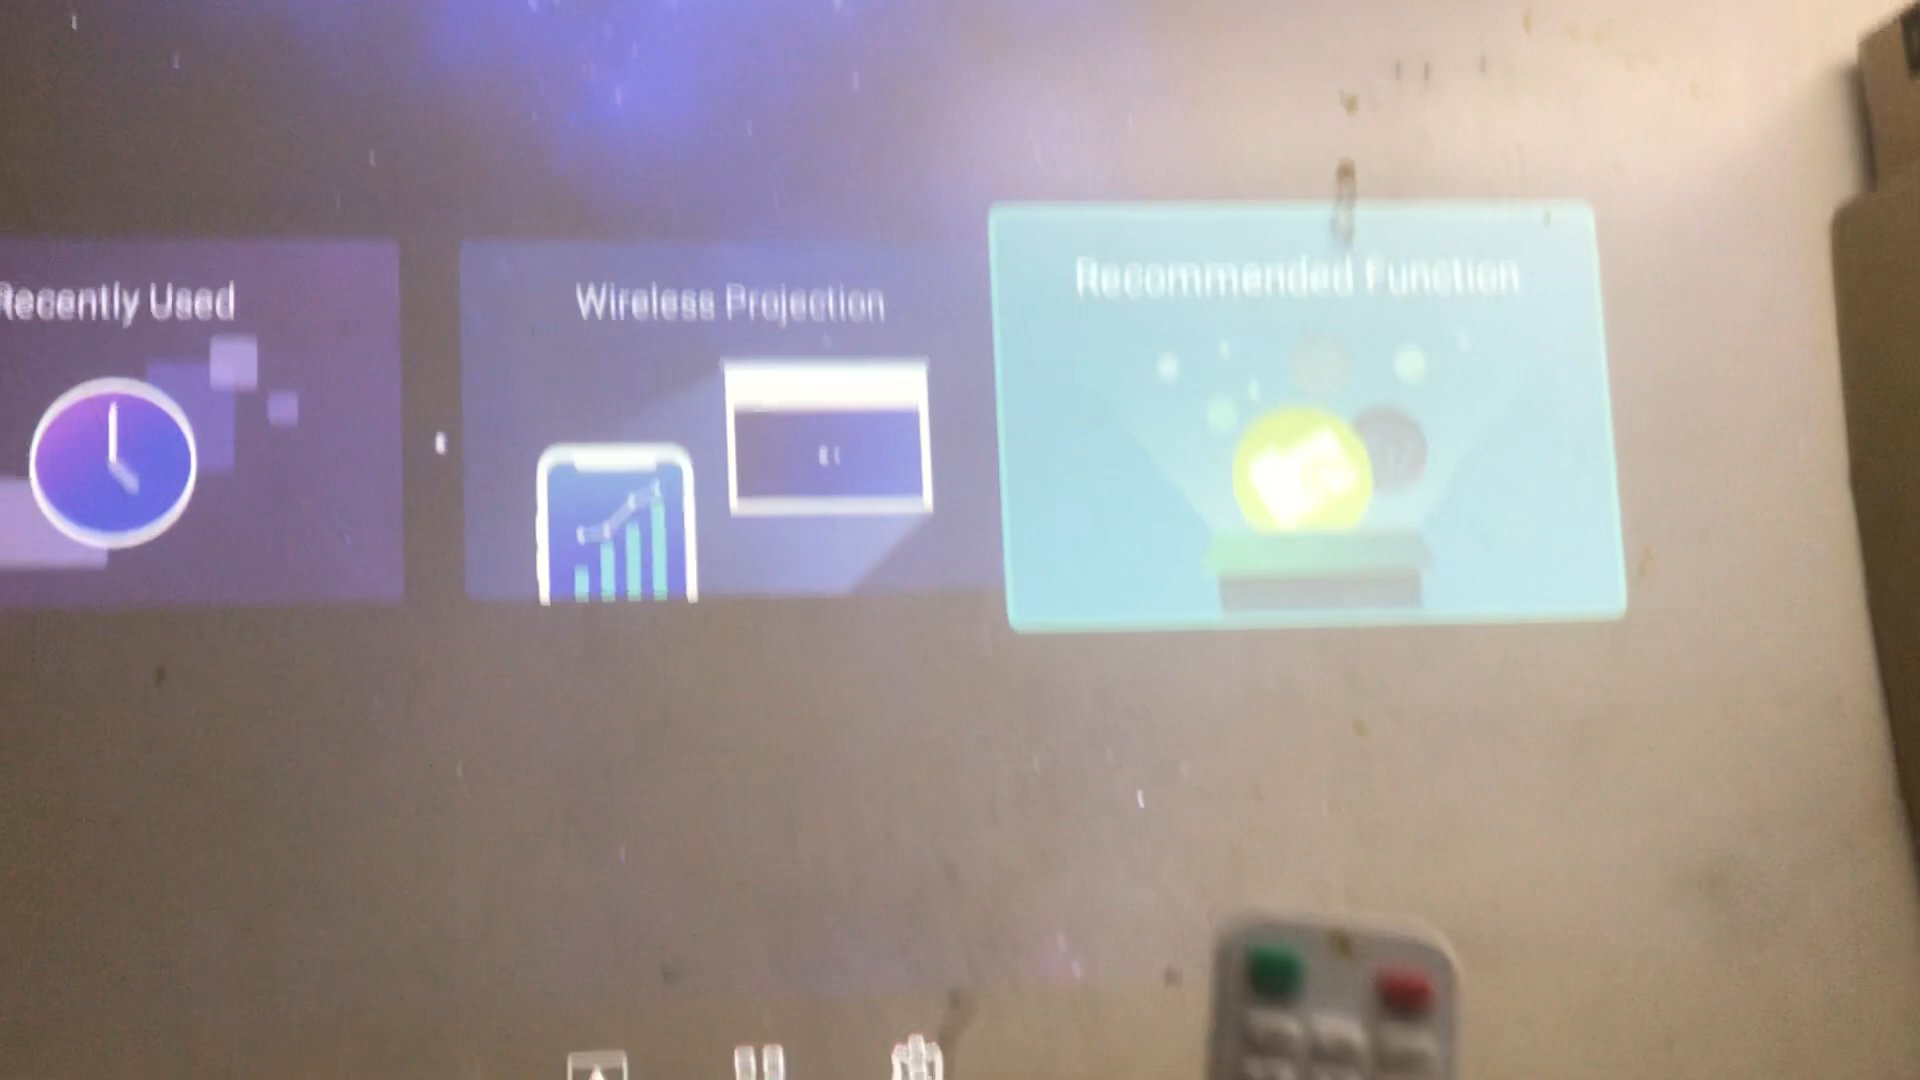 Recently Used
Wireless Projection
Recommended Function